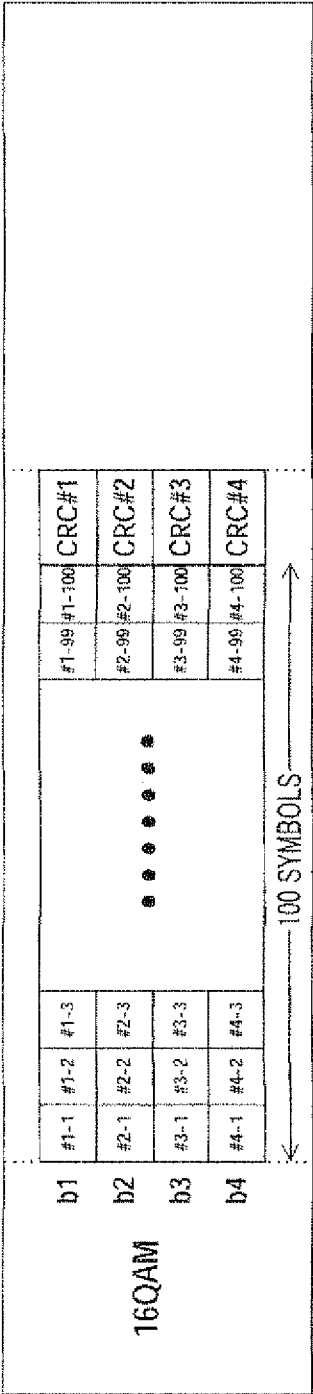 16QAM
b1 #1-1 #1-2 #1-3 #1-99 #1-100 CRC#1
b2 #2-1 #2-2 #2-3 #2-99 #2-100 CRC#2
b3 #3-1 #3-2 #3-3 #3-99 #3-100 CRC#3
b4 #4-1 #4-2 #4-3 #4-99 #4-100 CRC#4
100 SYMBOLS